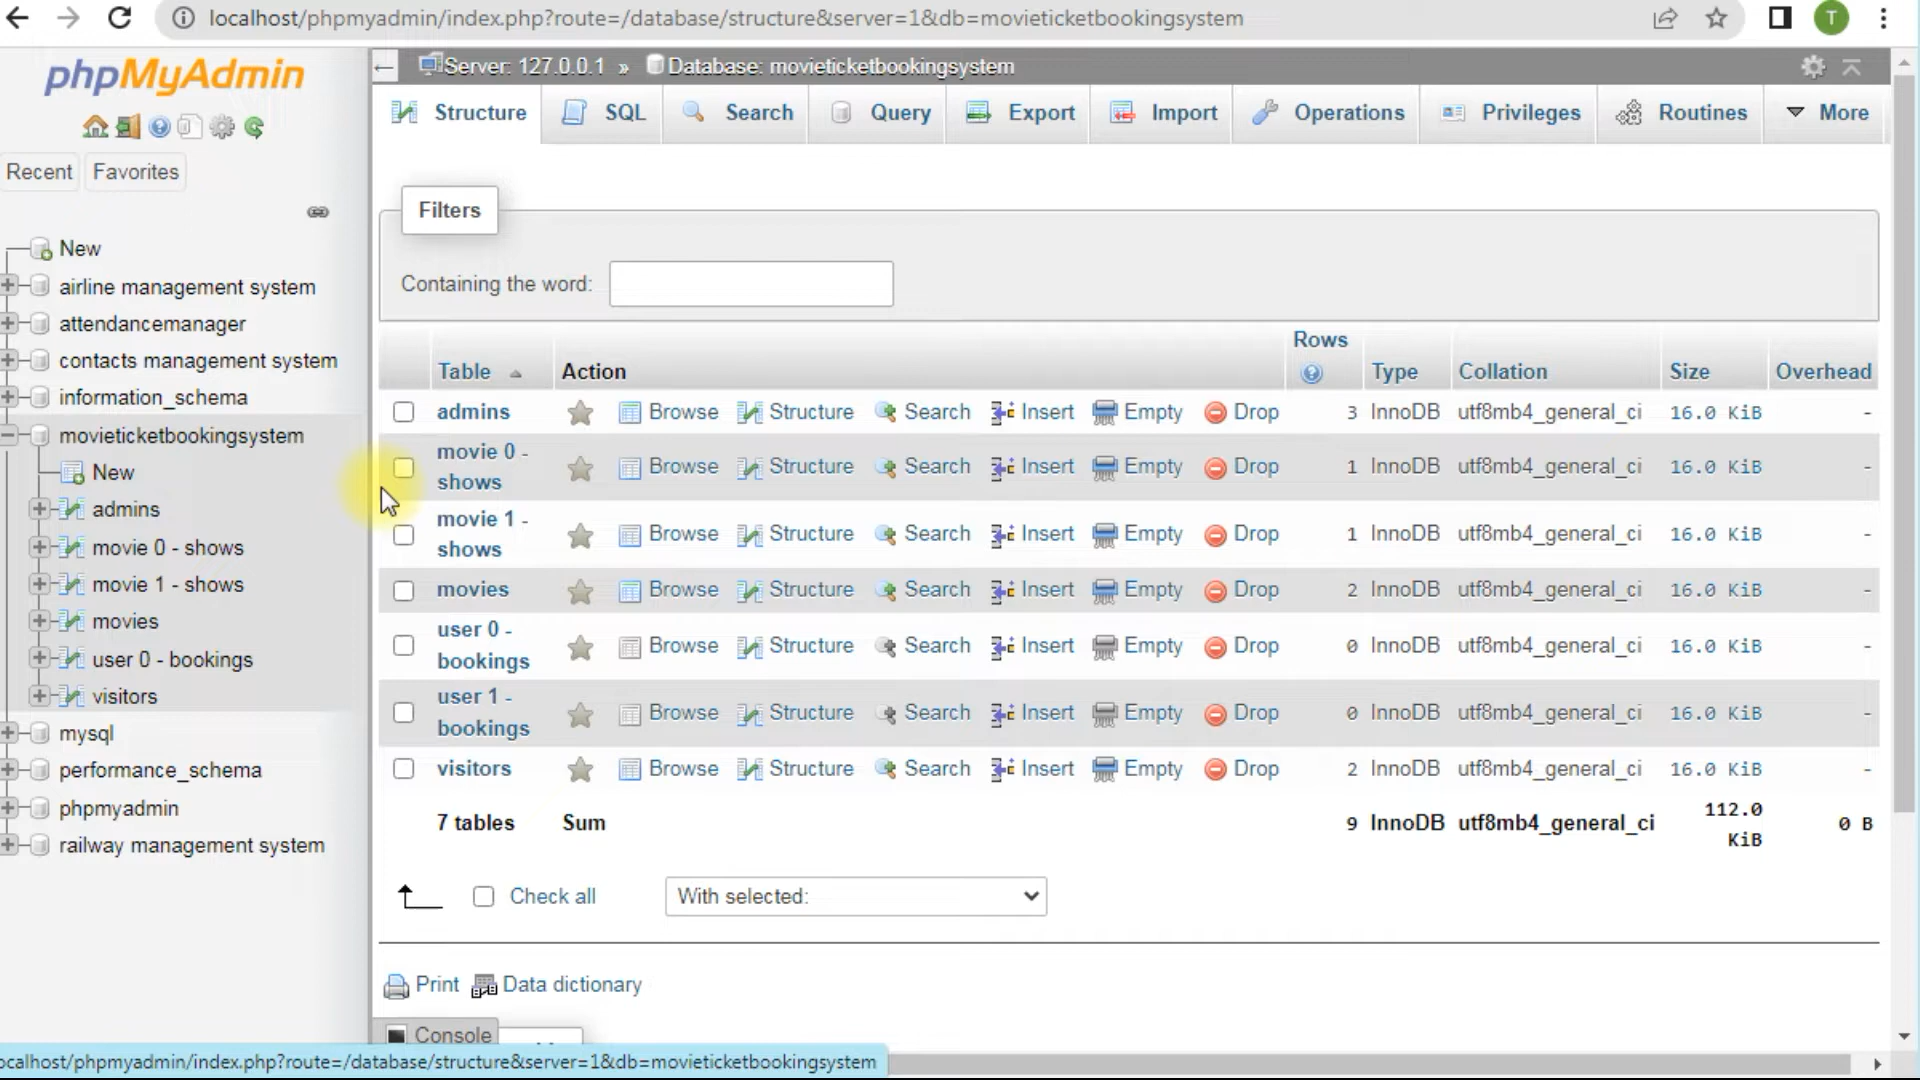 localhost/phpmyadmin/index.php?route=/database/structure&server=1&db=movieticketbookingsystem
T
phpMyAdmin
Recent Favorites
New
airline management system
attendancemanager
contacts management system
information_schema
movieticketbookingsystem
New
admins
movie 0 - shows
movie 1 - shows
movies
user 0 - bookings
visitors
mysql
performance_schema
phpmyadmin
railway management system
Server: 127.0.0.1 » Database: movieticketbookingsystem
Structure SQL Search Query Export Import Operations Privileges Routines More
Filters
Containing the word:
Rows
Table Action Type Collation Size Overhead
admins Browse Structure Search Insert Empty Drop 3 InnoDB utf8mb4_general_ci 16.0 KiB -
movie 0 -
shows Browse Structure Search Insert Empty Drop 1 InnoDB utf8mb4_general_ci 16.0 KiB -
movie 1 -
shows Browse Structure Search Insert Empty Drop 1 InnoDB utf8mb4_general_ci 16.0 KiB -
movies Browse Structure Search Insert Empty Drop 2 InnoDB utf8mb4_general_ci 16.0 KiB -
user 0 -
bookings Browse Structure Search Insert Empty Drop 0 InnoDB utf8mb4_general_ci 16.0 KiB -
user 1 -
bookings Browse Structure Search Insert Empty Drop 0 InnoDB utf8mb4_general_ci 16.0 KiB -
visitors Browse Structure Search Insert Empty Drop 2 InnoDB utf8mb4_general_ci 16.0 KiB -
7 tables Sum 9 InnoDB utf8mb4_general_ci 112.0 KiB 0 B
Check all With selected:
Print Data dictionary
Console
ocalhost/phpmyadmin/index.php?route=/database/structure&server=1&db=movieticketbookingsystem